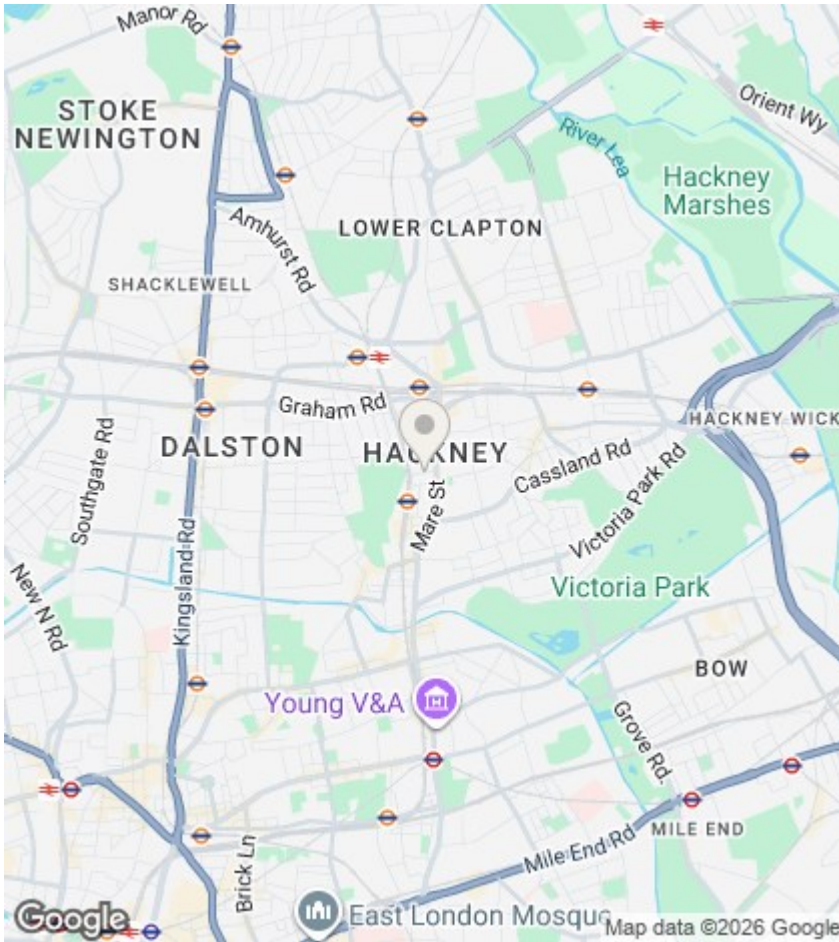 Manor Rd
STOKE
NEWINGTON
Orient Wy
River Lea
Hackney
Marshes
Amhurst Rd
LOWER CLAPTON
SHACKLEWELL
Graham Rd
HACKNEY WICK
DALSTON
HACKNEY
Southgate Rd
Cassland Rd
Mare St
Victoria Park Rd
Kingsland Rd
New N Rd
Victoria Park
BOW
Young V&A
Grove Rd.
MILE END
Mile End Rd
Brick Ln
East London Mosque
Google
Map data ©2026 Google